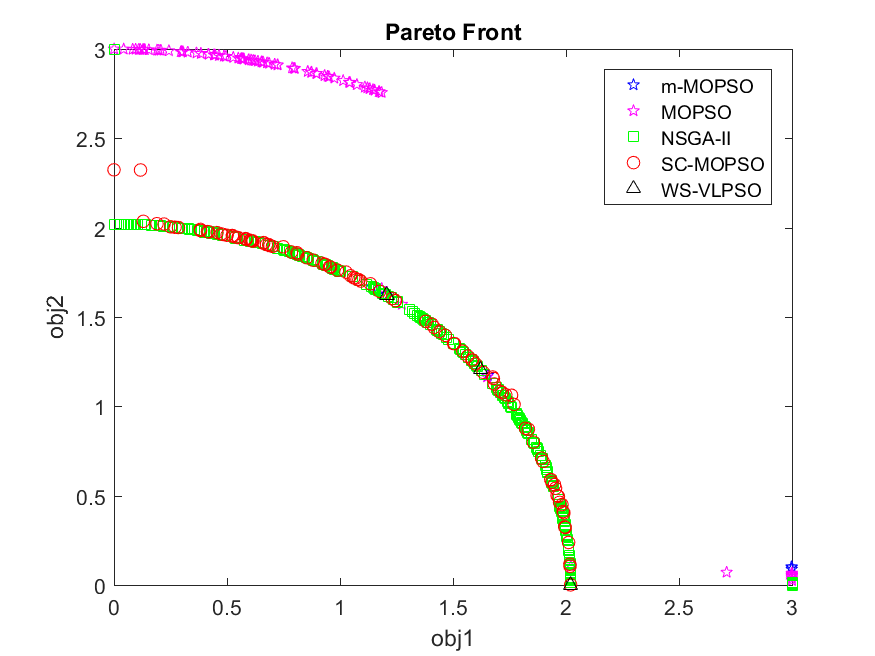 Pareto Front
3
2.5
2
1.5
1
0.5
0
obj2
0
0.5
1
1.5
2
2.5
3
obj1
m-MOPSO
MOPSO
NSGA-II
SC-MOPSO
WS-VLPSO